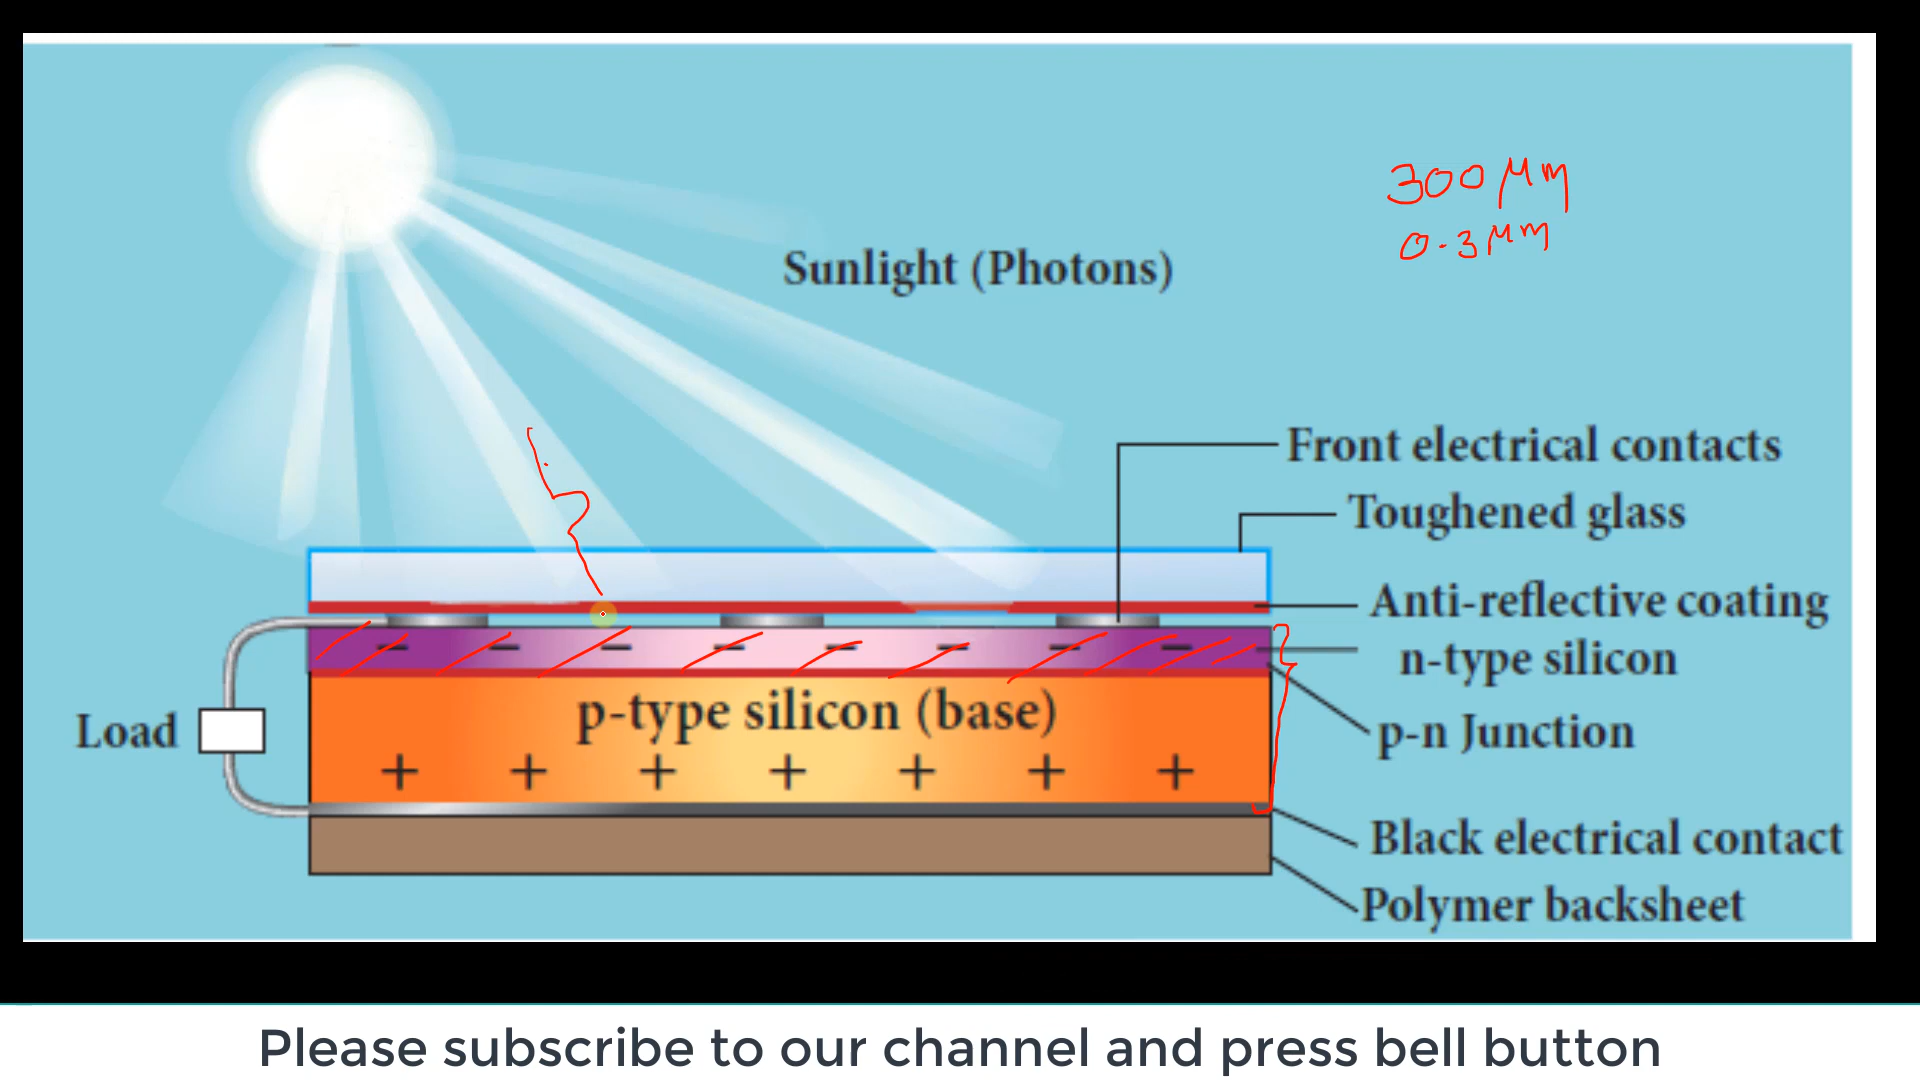 300 μm
0.3 μm
Sunlight (Photons)
Front electrical contacts
Toughened glass
Anti-reflective coating
n-type silicon
p-type silicon (base)
Load
p-n Junction
Black electrical contact
Polymer backsheet
Please subscribe to our channel and press bell button